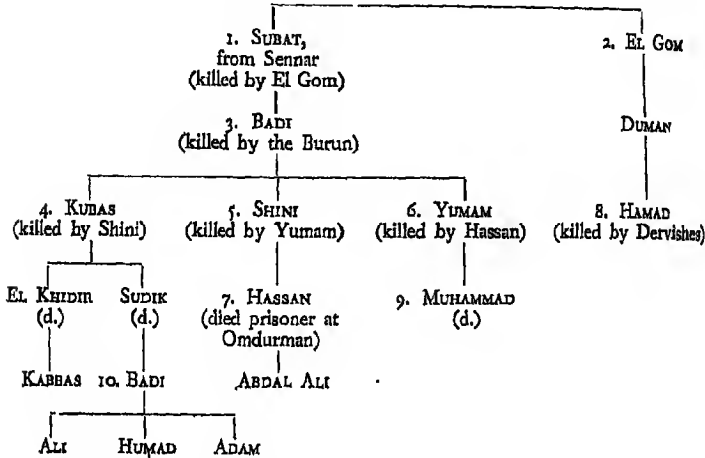 1. SUBAT,
from Sennar
(killed by El Gom)
2. EL GOM
3. BADI
(killed by the Burun)
DUMAN
4. KUBAS
(killed by Shini)
5. SHINI
(killed by Yumam)
6. YUMAM
(killed by Hassan)
8. HAMAD
(killed by Dervishes)
EL KHIDIR
(d.)
SUDIK
(d.)
7. HASSAN
(died prisoner at
Omdurman)
9. MUHAMMAD
(d.)
KABBAS
10. BADI
ABDAL ALI
ALI
HUMAD
ADAM